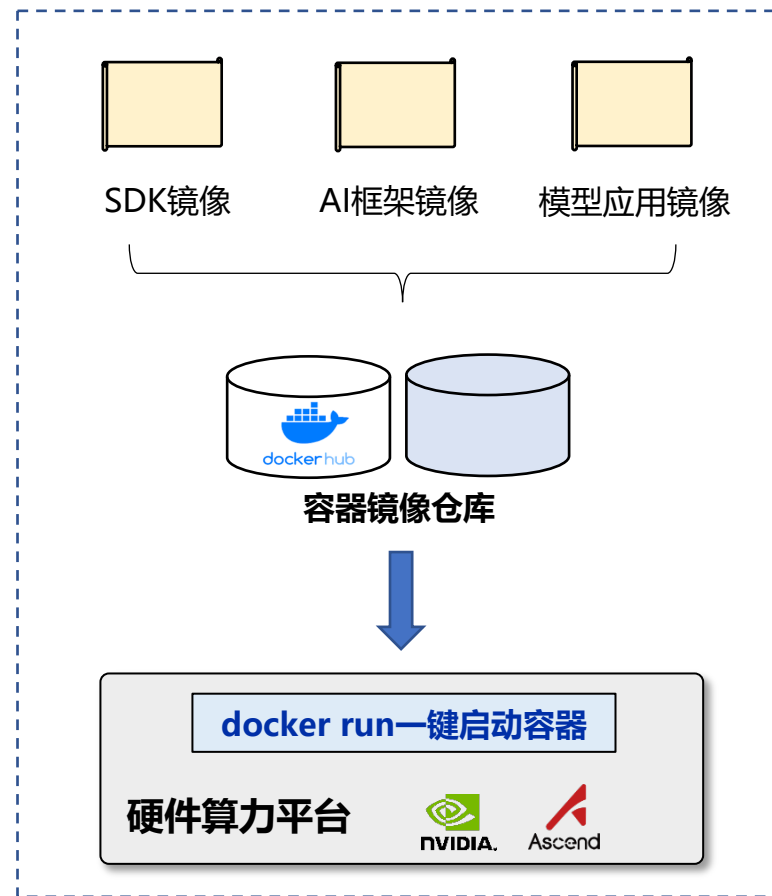 SDK镜像
AI框架镜像
模型应用镜像
dockerhub
容器镜像仓库
docker run一键启动容器
硬件算力平台
NVIDIA.
Ascend